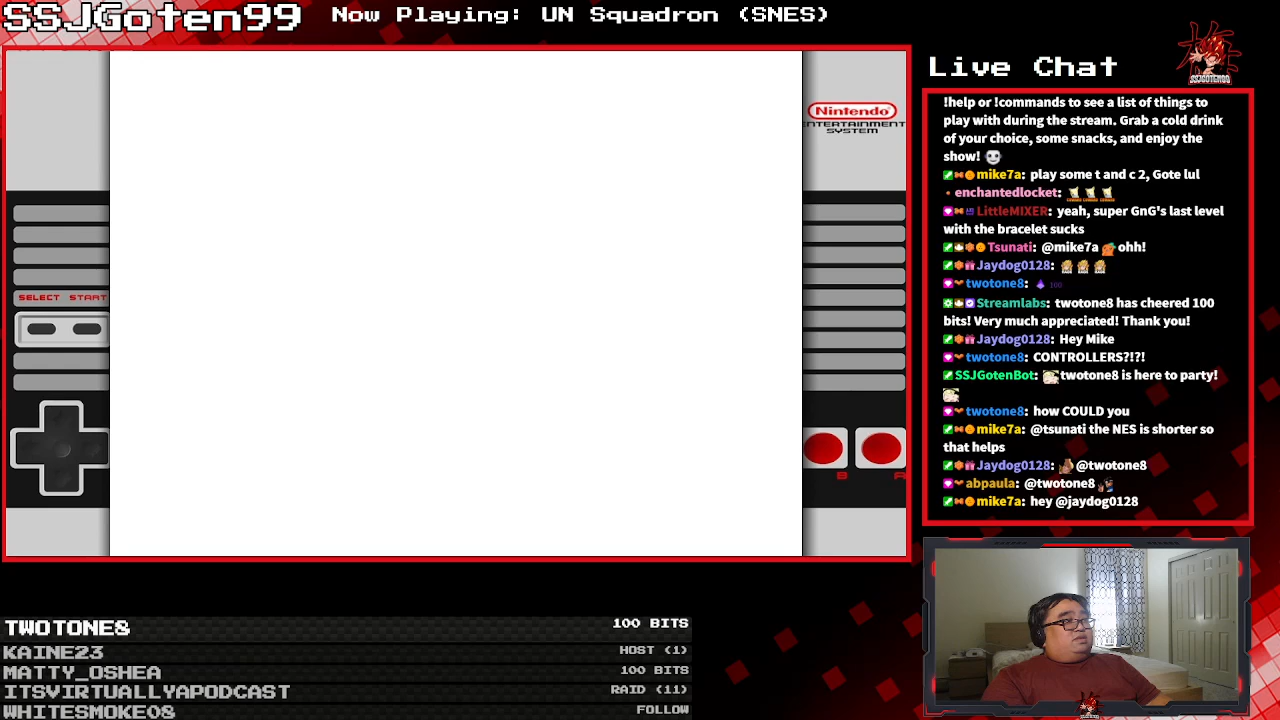 SSJGoten99
Now Playing: UN Squadron (SNES)
Live Chat
SSJGOTEN99
Nintendo
ENTERTAINMENT
SYSTEM
SELECT START
B A
!help or !commands to see a list of things to
play with during the stream. Grab a cold drink
of your choice, some snacks, and enjoy the
show!
mike7a: play some t and c 2, Gote lul
enchantedlocket:
LittleMIXER: yeah, super GnG's last level
with the bracelet sucks
Tsunati: @mike7a ohh!
Jaydog0128:
twotone8: 100
Streamlabs: twotone8 has cheered 100
bits! Very much appreciated! Thank you!
Jaydog0128: Hey Mike
twotone8: CONTROLLERS?!?!
SSJGotenBot: twotone8 is here to party!
twotone8: how COULD you
mike7a: @tsunati the NES is shorter so
that helps
Jaydog0128: @twotone8
abpaula: @twotone8
mike7a: hey @jaydog0128
TWOTONE8 100 BITS
KAINE23 HOST (1)
MATTY_OSHEA 100 BITS
ITSVIRTUALLYAPODCAST RAID (11)
WHITESMOKE08 FOLLOW